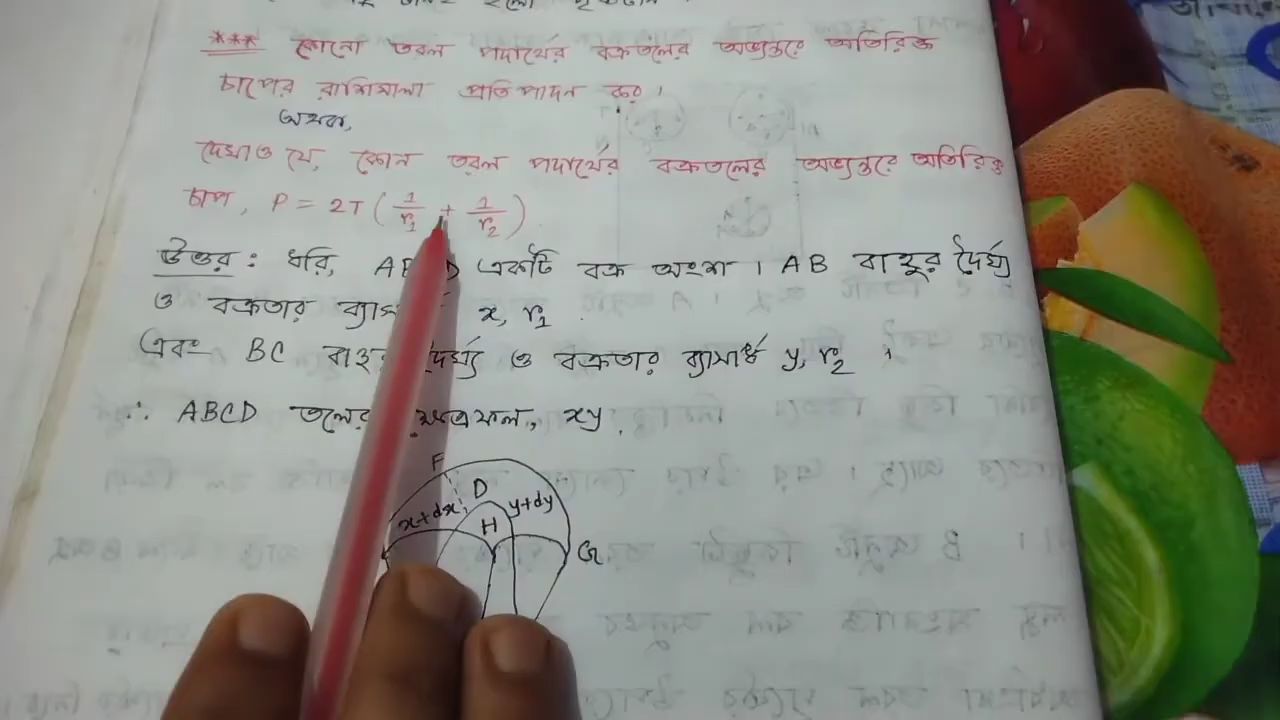 *** কোনো তরল পদার্থের বক্রতলের অভ্যন্তরে অতিরিক্ত
চাপের রাশিমালা প্রতিপাদন কর।
অথবা,
দেখাও যে, কোন তরল পদার্থের বক্রতলের অভ্যন্তরে অতিরিক্ত
চাপ, P = 2T (1/r₁ + 1/r₂)
উত্তর: ধরি, একটি বক্র অংশ। AB বাহুর দৈর্ঘ্য
ও বক্রতার x, r₁.
এবং BC ও বক্রতার ব্যাসার্ধ y, r₂ ।
∴ ABCD তলের xy.
F
D
x+dx
y+dy
H
G